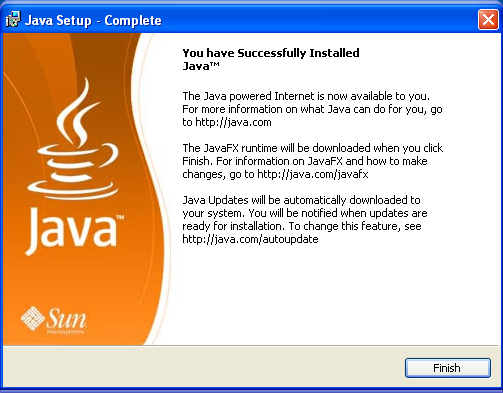 Java Setup - Complete
You have Successfully Installed
Java™
The Java powered Internet is now available to you.
For more information on what Java can do for you, go
to http://java.com
The JavaFX runtime will be downloaded when you click
Finish. For information on JavaFX and how to make
changes, go to http://java.com/javafx
Java Updates will be automatically downloaded to
your system. You will be notified when updates are
ready for installation. To change this feature, see
http://java.com/autoupdate
Java™
Sun
microsystems
Finish